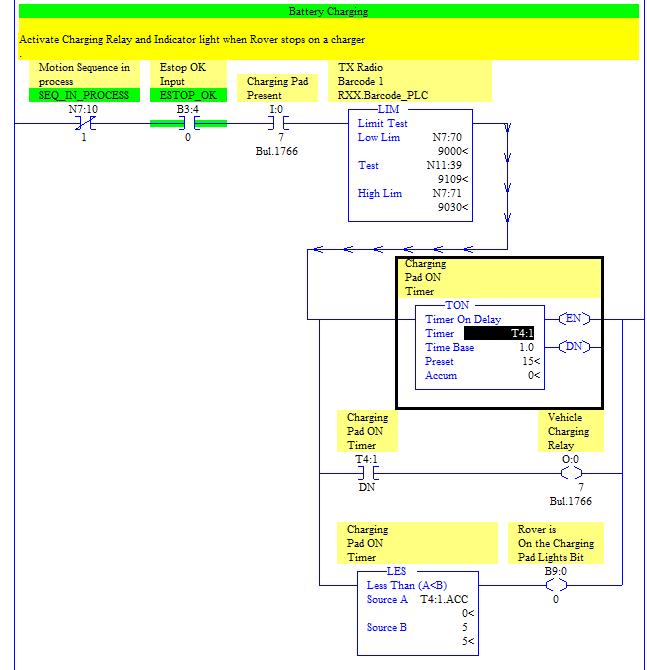 Battery Charging
Activate Charging Relay and Indicator light when Rover stops on a charger
.
Motion Sequence in
process
SEQ_IN_PROCESS
N7:10
1
Estop OK
Input
ESTOP_OK
B3:4
0
Charging Pad
Present
I:0
7
Bul.1766
TX Radio
Barcode 1
RXX.Barcode_PLC
LIM
Limit Test
Low Lim N7:70
9000<
Test N11:39
9109<
High Lim N7:71
9030<
Charging
Pad ON
Timer
TON
Timer On Delay
Timer T4:1
Time Base 1.0
Preset 15<
Accum 0<
EN
DN
Charging
Pad ON
Timer
T4:1
DN
Vehicle
Charging
Relay
O:0
7
Bul.1766
Charging
Pad ON
Timer
LES
Less Than (A<B)
Source A T4:1.ACC
0<
Source B 5
5<
Rover is
On the Charging
Pad Lights Bit
B9:0
0